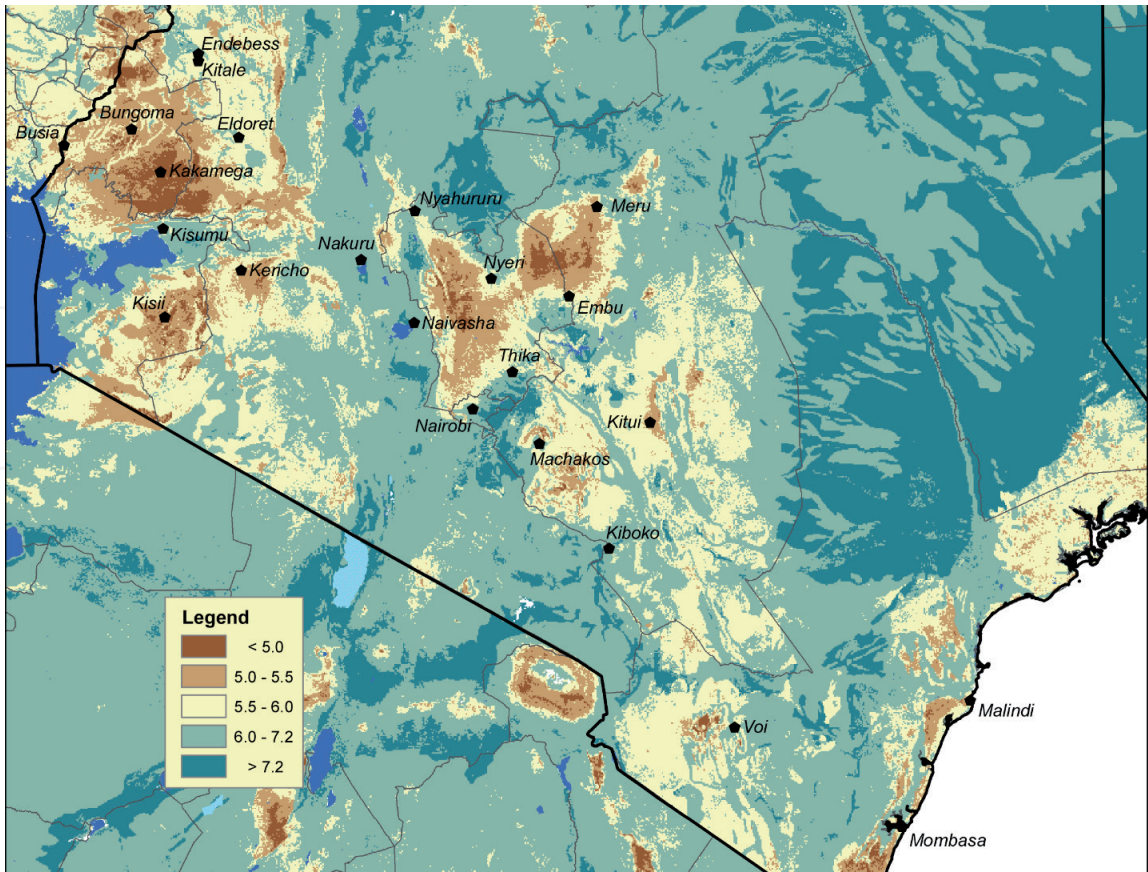 Endebess
Kitale
Bungoma
Eldoret
Busia
Kakamega
Nyahururu
Meru
Kisumu
Nakuru
Nyeri
Kericho
Kisii
Embu
Naivasha
Thika
Nairobi
Kitui
Machakos
Kiboko
Legend
< 5.0
5.0 - 5.5
5.5 - 6.0
6.0 - 7.2
> 7.2
Malindi
Voi
Mombasa